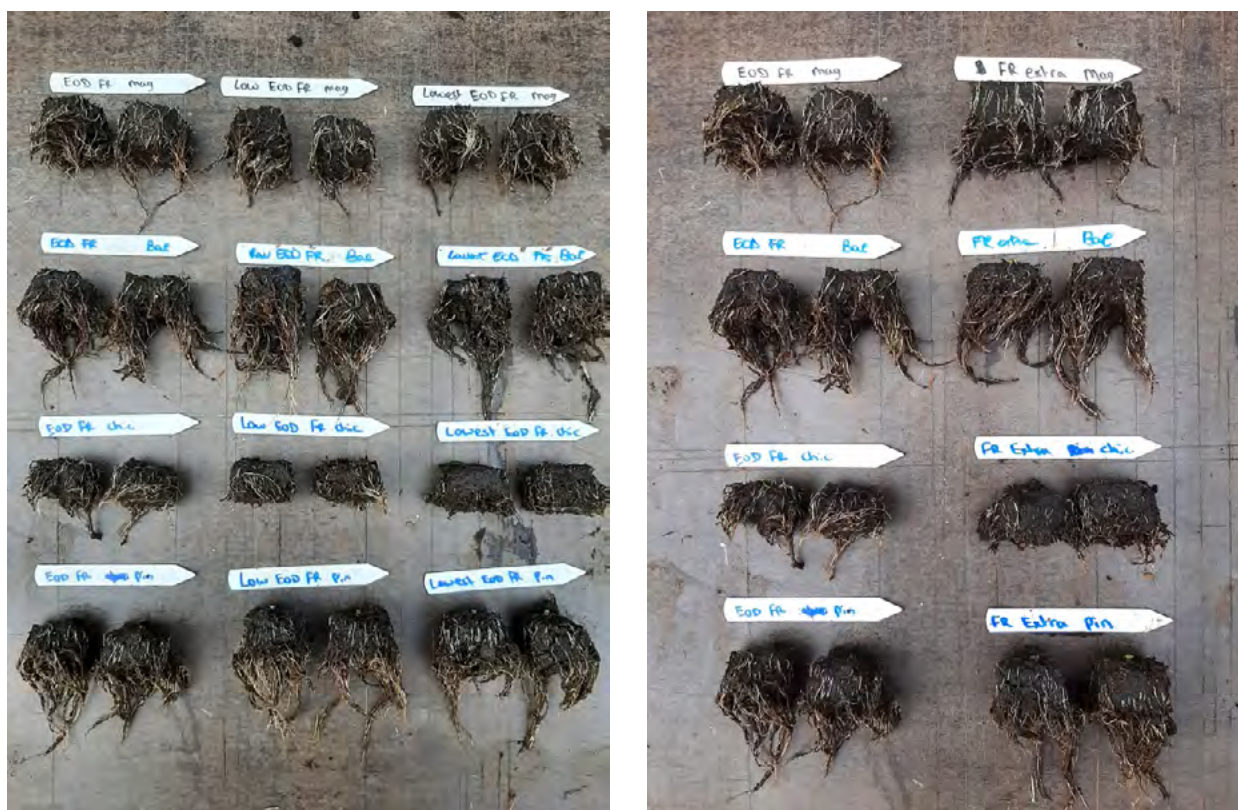 EOD FR mag
Low EOD FR mag
Lowest EOD FR mag
EOD FR Bal
Low EOD FR Bal
Lowest EOD FR Bal
EOD FR chic
Low EOD FR chic
Lowest EOD FR chic
EOD FR Pin
Low EOD FR Pin
Lowest EOD FR Pin
EOD FR mag
FR extra Mag
EOD FR Bal
FR extra Bal
EOD FR chic
FR Extra chic
EOD FR Pin
FR Extra Pin